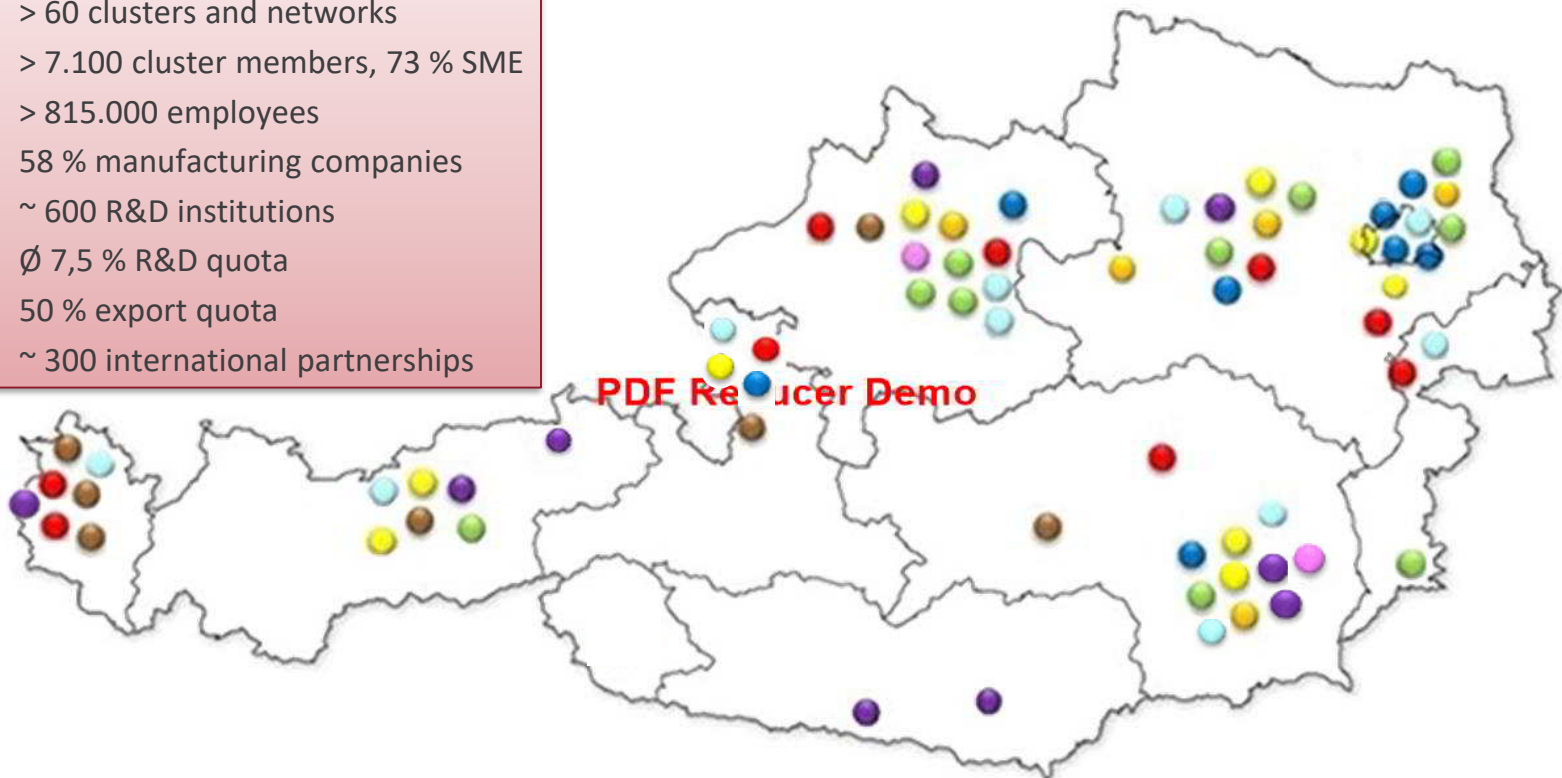 > 60 clusters and networks
> 7.100 cluster members, 73 % SME
> 815.000 employees
58 % manufacturing companies
~ 600 R&D institutions
Ø 7,5 % R&D quota
50 % export quota
~ 300 international partnerships
PDF Re ucer Demo